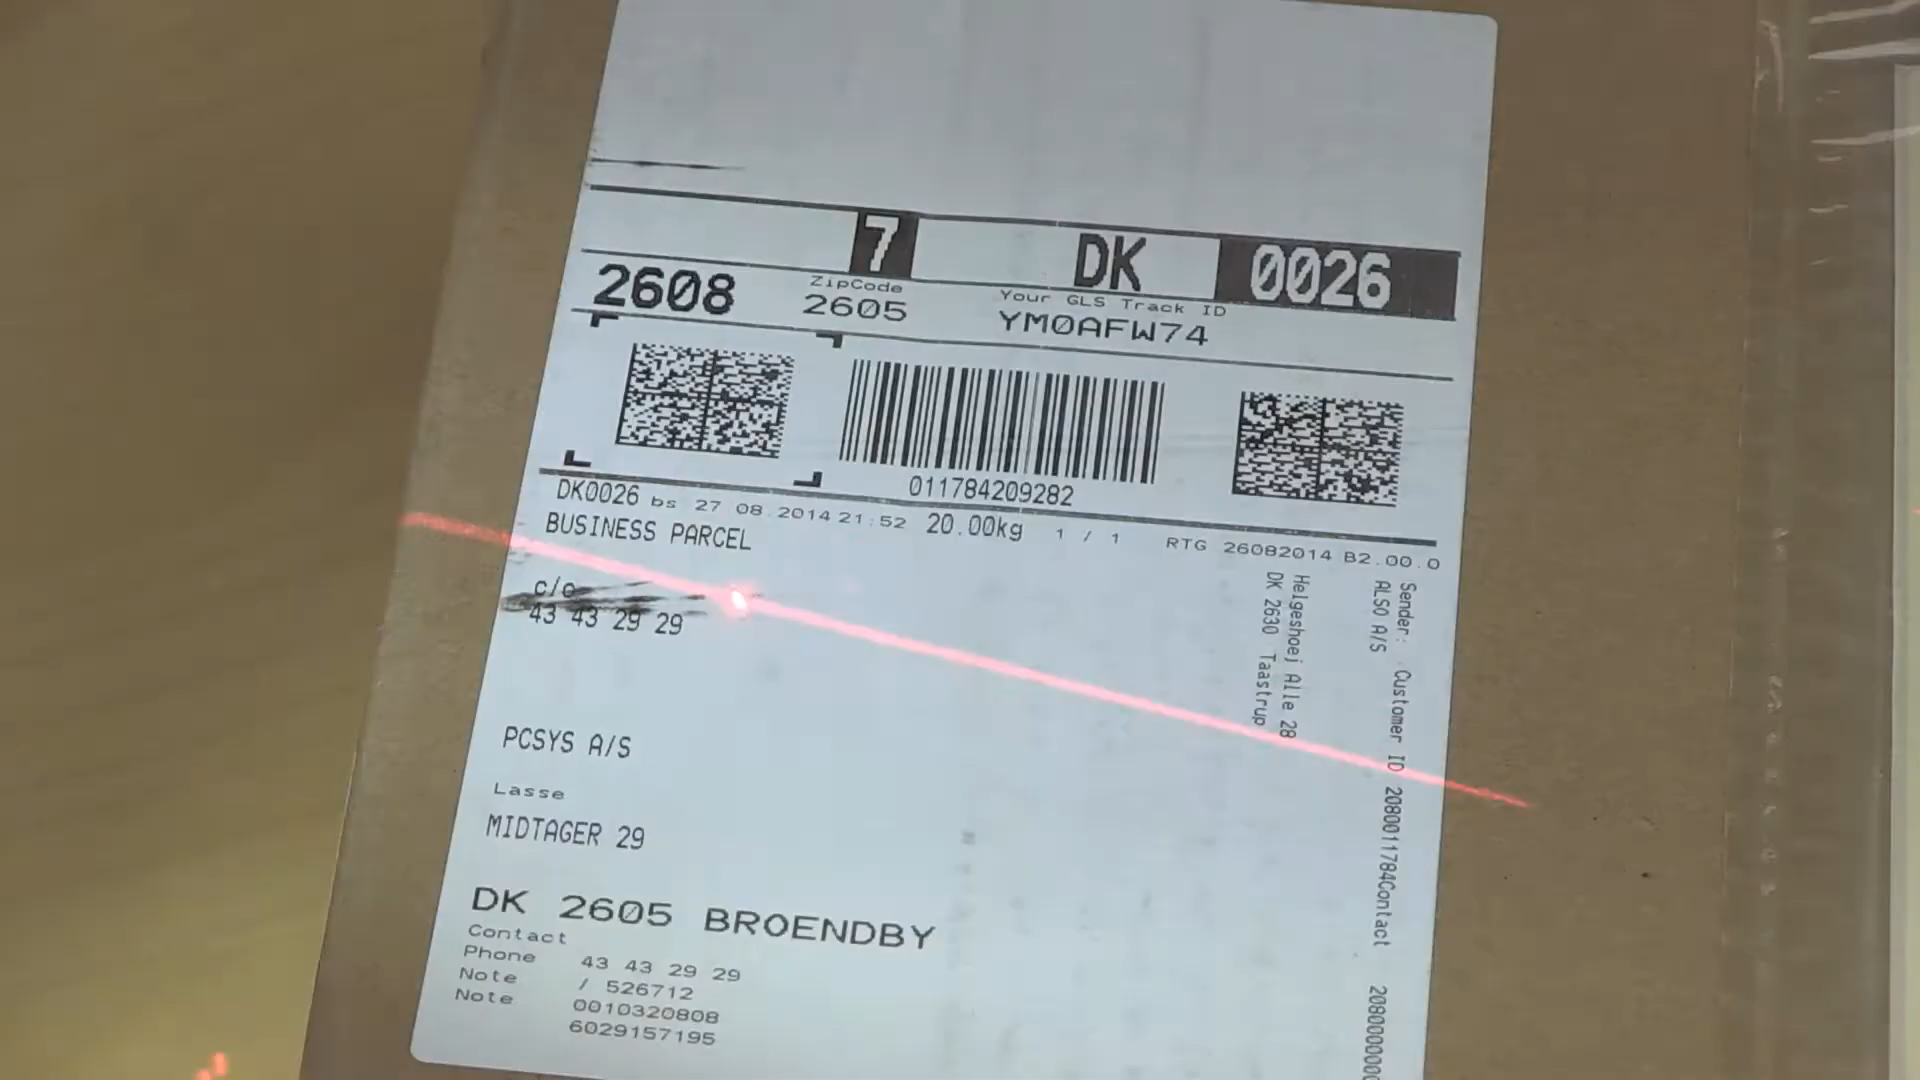 7 DK 0026
2608 ZipCode Your GLS Track ID
2605 YM0AFW74
011784209282
DK0026 bs 27 08.2014 21:52 20.00kg 1 / 1 RTG 26082014 B2.00.0
BUSINESS PARCEL
c/o
43 43 29 29
PCSYS A/S
Lasse
MIDTAGER 29
DK 2605 BROENDBY
Contact
Phone 43 43 29 29
Note / 526712
Note 0010320808
6029157195
Sender: Customer ID 2080011784Contact
ALSO A/S
Helgeshoej Alle 28
DK 2630 Taastrup